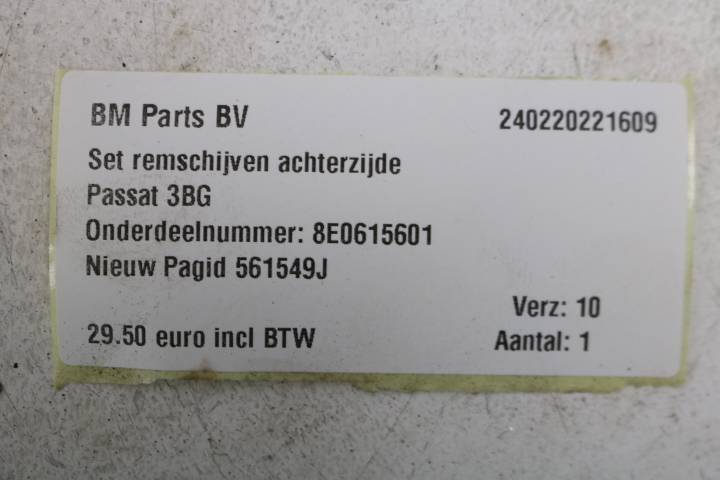 BM Parts BV 240220221609
Set remschijven achterzijde
Passat 3BG
Onderdeelnummer: 8E0615601
Nieuw Pagid 561549J
Verz: 10
29.50 euro incl BTW Aantal: 1